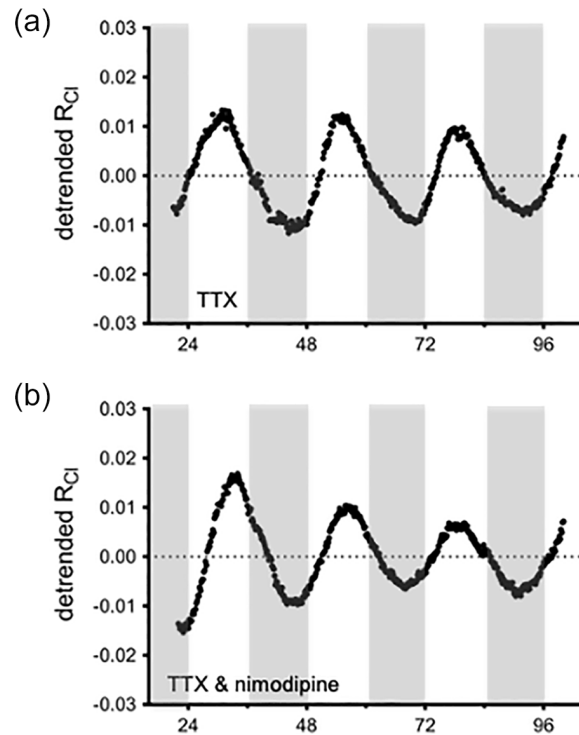 (a)
detrended R_CI
0.03
0.02
0.01
0.00
-0.01
-0.02
-0.03
TTX
24 48 72 96
(b)
detrended R_CI
0.03
0.02
0.01
0.00
-0.01
-0.02
-0.03
TTX & nimodipine
24 48 72 96